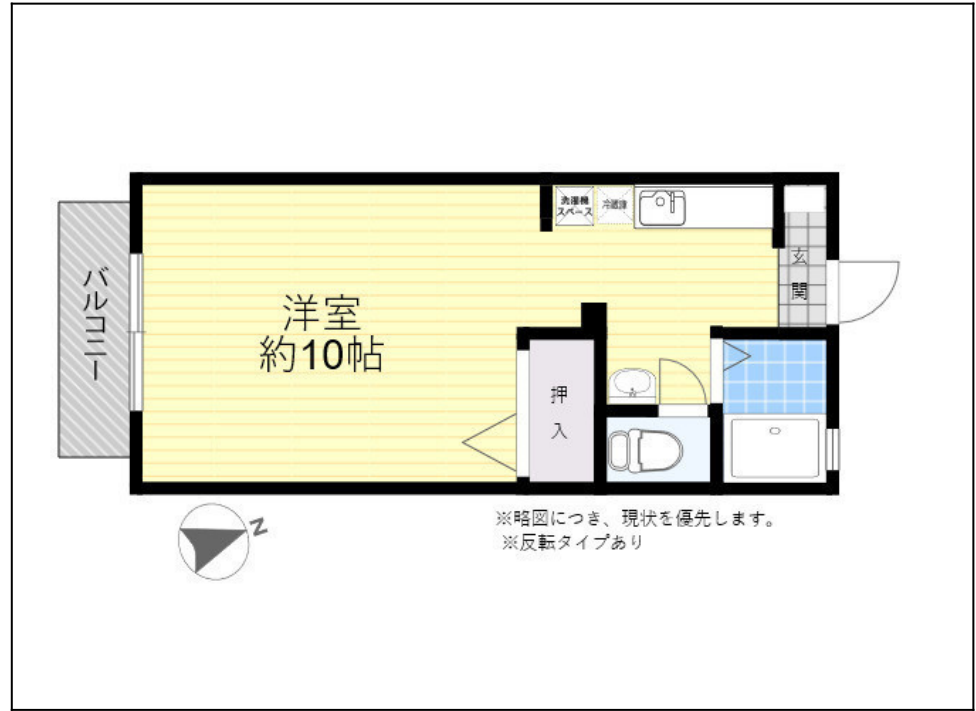 洗濯機
スペース
冷蔵庫
玄
関
バルコニー
洋室
約10帖
押
入
N
※略図につき、現状を優先します。
※反転タイプあり